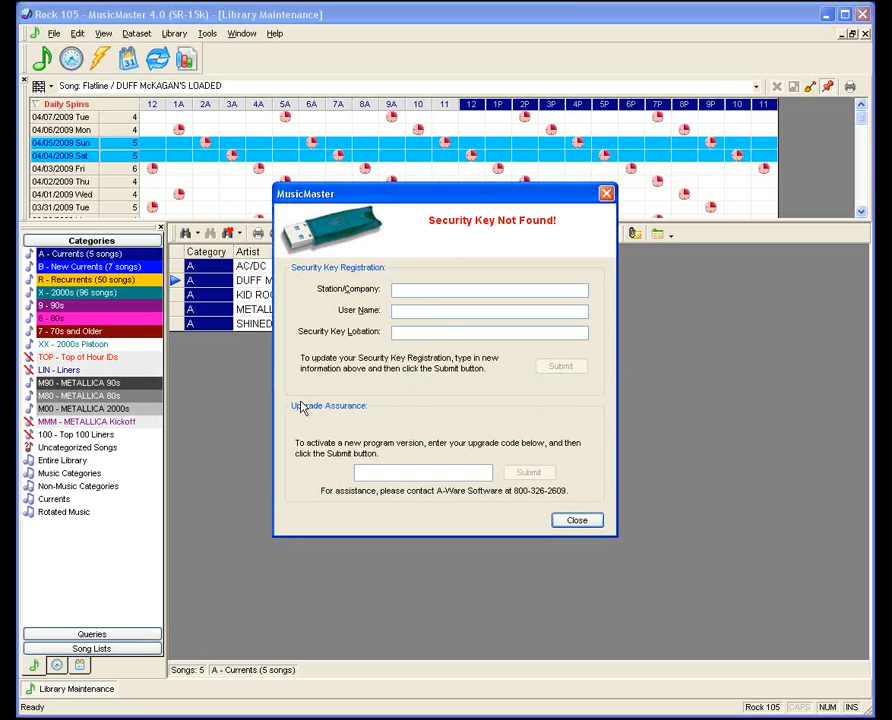 Rock 105 - MusicMaster 4.0 (SR-15k) - [Library Maintenance]
File Edit View Dataset Library Tools Window Help
Song: Flatline / DUFF McKAGAN'S LOADED
Daily Spins 12 1A 2A 3A 4A 5A 6A 7A 8A 9A 10 11 12 1P 2P 3P 4P 5P 6P 7P 8P 9P 10 11
04/07/2009 Tue 4
04/06/2009 Mon 4
04/05/2009 Sun 5
04/04/2009 Sat 5
04/03/2009 Fri 6
04/02/2009 Thu 4
04/01/2009 Wed 4
03/31/2009 Tue 5
Categories
A - Currents (5 songs)
B - New Currents (7 songs)
R - Recurrents (50 songs)
X - 2000s (96 songs)
9 - 90s
8 - 80s
7 - 70s and Older
XX - 2000s Platoon
TOP - Top of Hour IDs
LIN - Liners
M90 - METALLICA 90s
M80 - METALLICA 80s
M00 - METALLICA 2000s
MMM - METALLICA Kickoff
100 - Top 100 Liners
Uncategorized Songs
Entire Library
Music Categories
Non-Music Categories
Currents
Rotated Music
Queries
Song Lists
Category Artist
A AC/DC
A DUFF M
A KID ROC
A METALL
A SHINED
MusicMaster
Security Key Not Found!
Security Key Registration:
Station/Company:
User Name:
Security Key Location:
To update your Security Key Registration, type in new
information above and then click the Submit button.
Submit
Upgrade Assurance:
To activate a new program version, enter your upgrade code below, and then
click the Submit button.
Submit
For assistance, please contact A-Ware Software at 800-326-2609.
Close
Songs: 5 A - Currents (5 songs)
Library Maintenance
Ready Rock 105 CAPS NUM INS